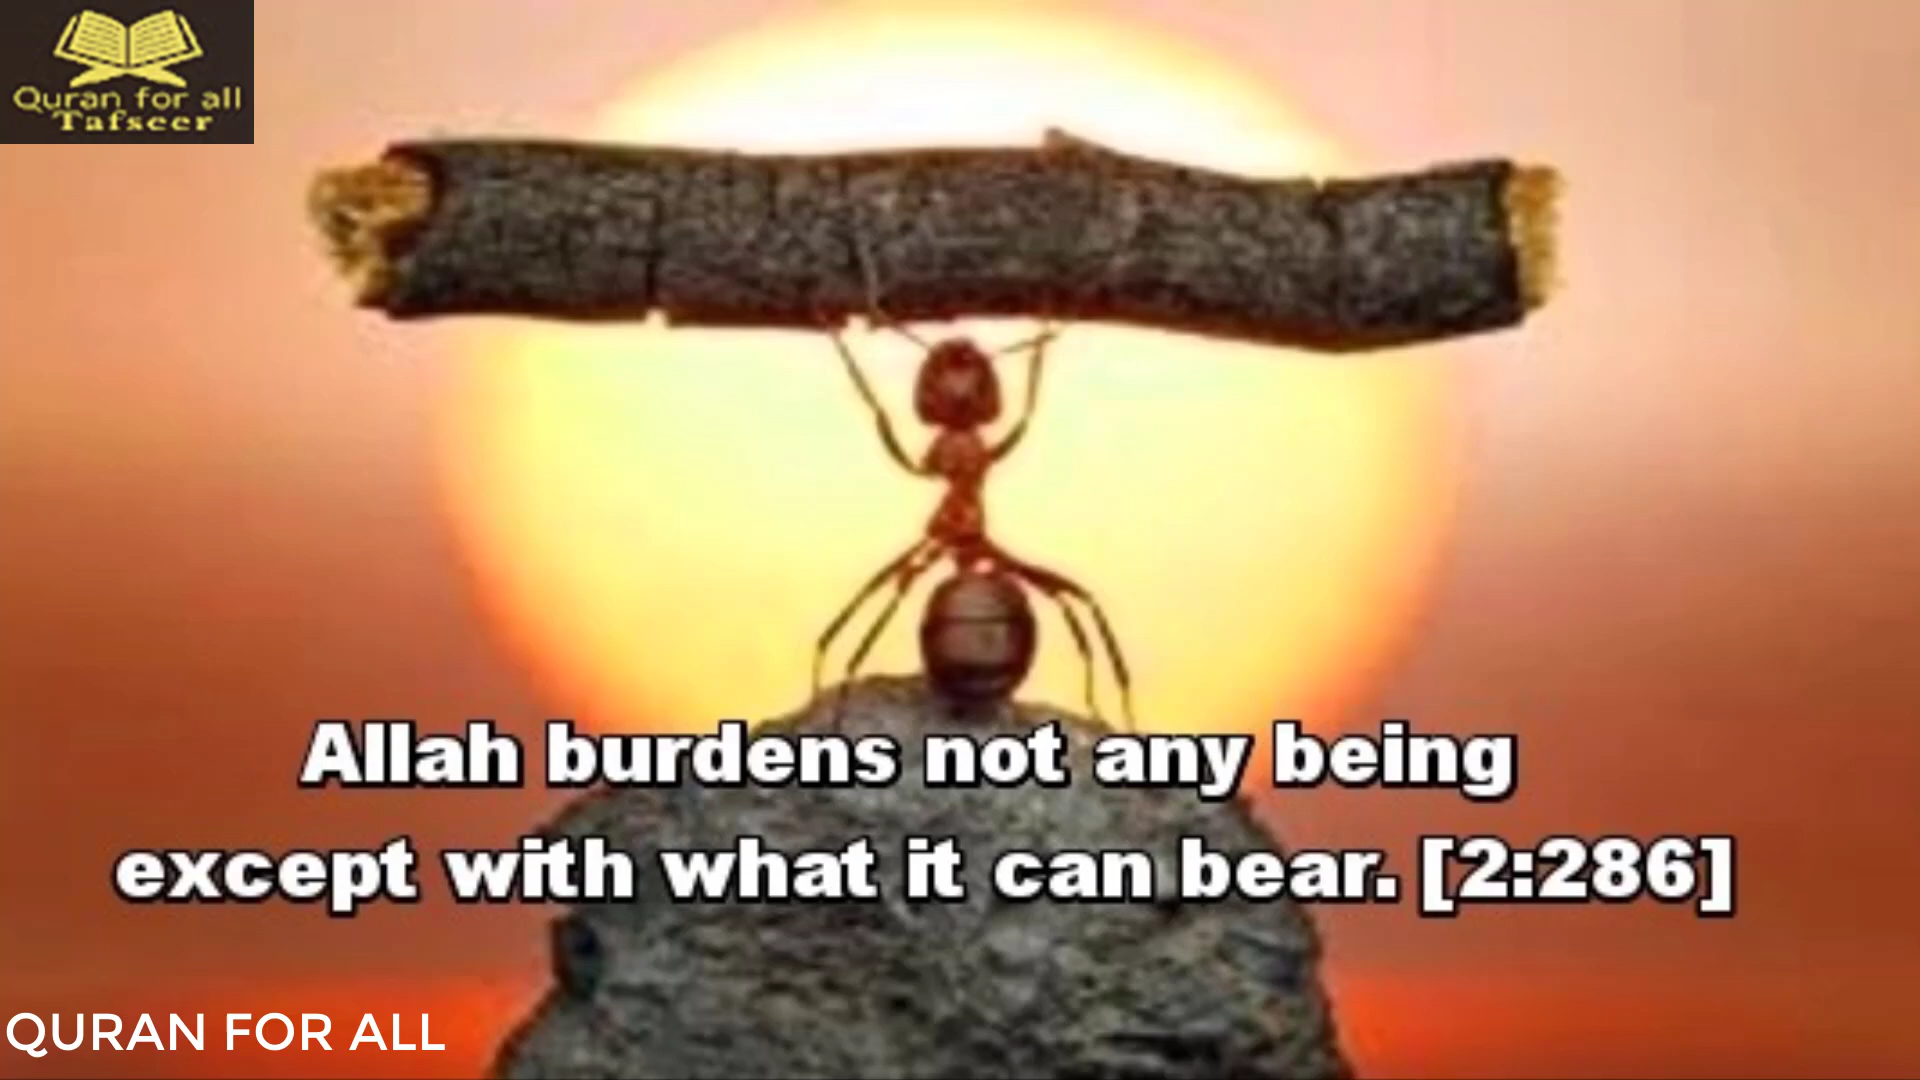 Quran for all
Tafseer
Allah burdens not any being
except with what it can bear. [2:286]
QURAN FOR ALL